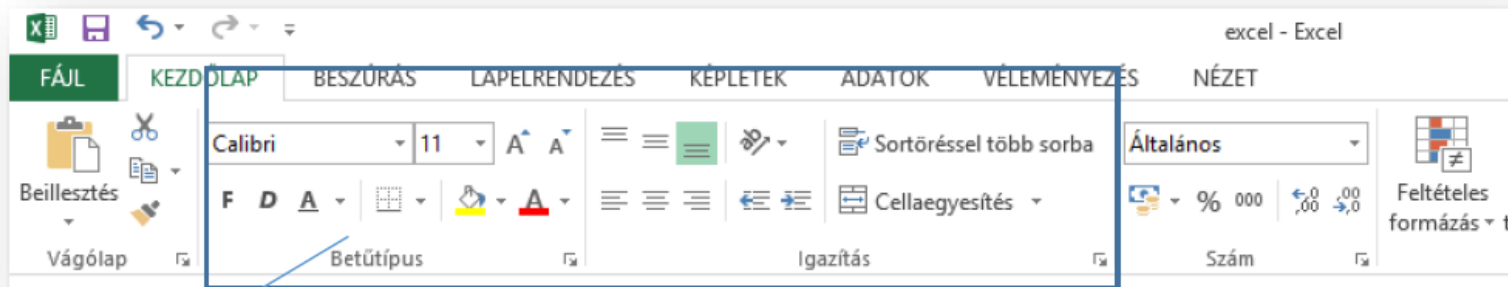 excel - Excel
FÁJL KEZDŐLAP BESZÚRÁS LAPELRENDEZÉS KÉPLETEK ADATOK VÉLEMÉNYEZÉS NÉZET
Calibri 11 Sortöréssel több sorba Általános
Beillesztés F D A A Cellaegyesítés % 000 Feltételes
formázás
Vágólap Betűtípus Igazítás Szám